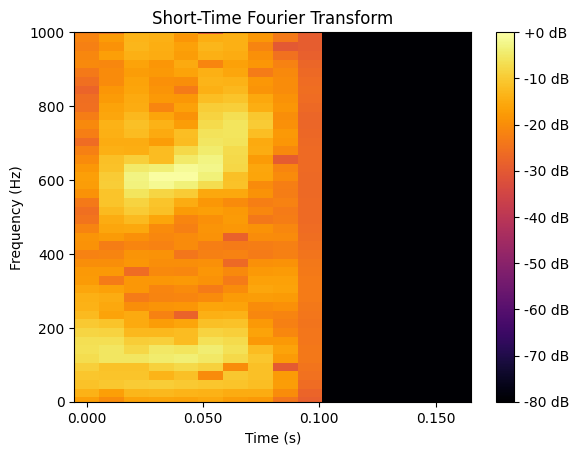 Short-Time Fourier Transform
1000
800
600
400
200
0
Frequency (Hz)
0.000
0.050
0.100
0.150
Time (s)
+0 dB
-10 dB
-20 dB
-30 dB
-40 dB
-50 dB
-60 dB
-70 dB
-80 dB